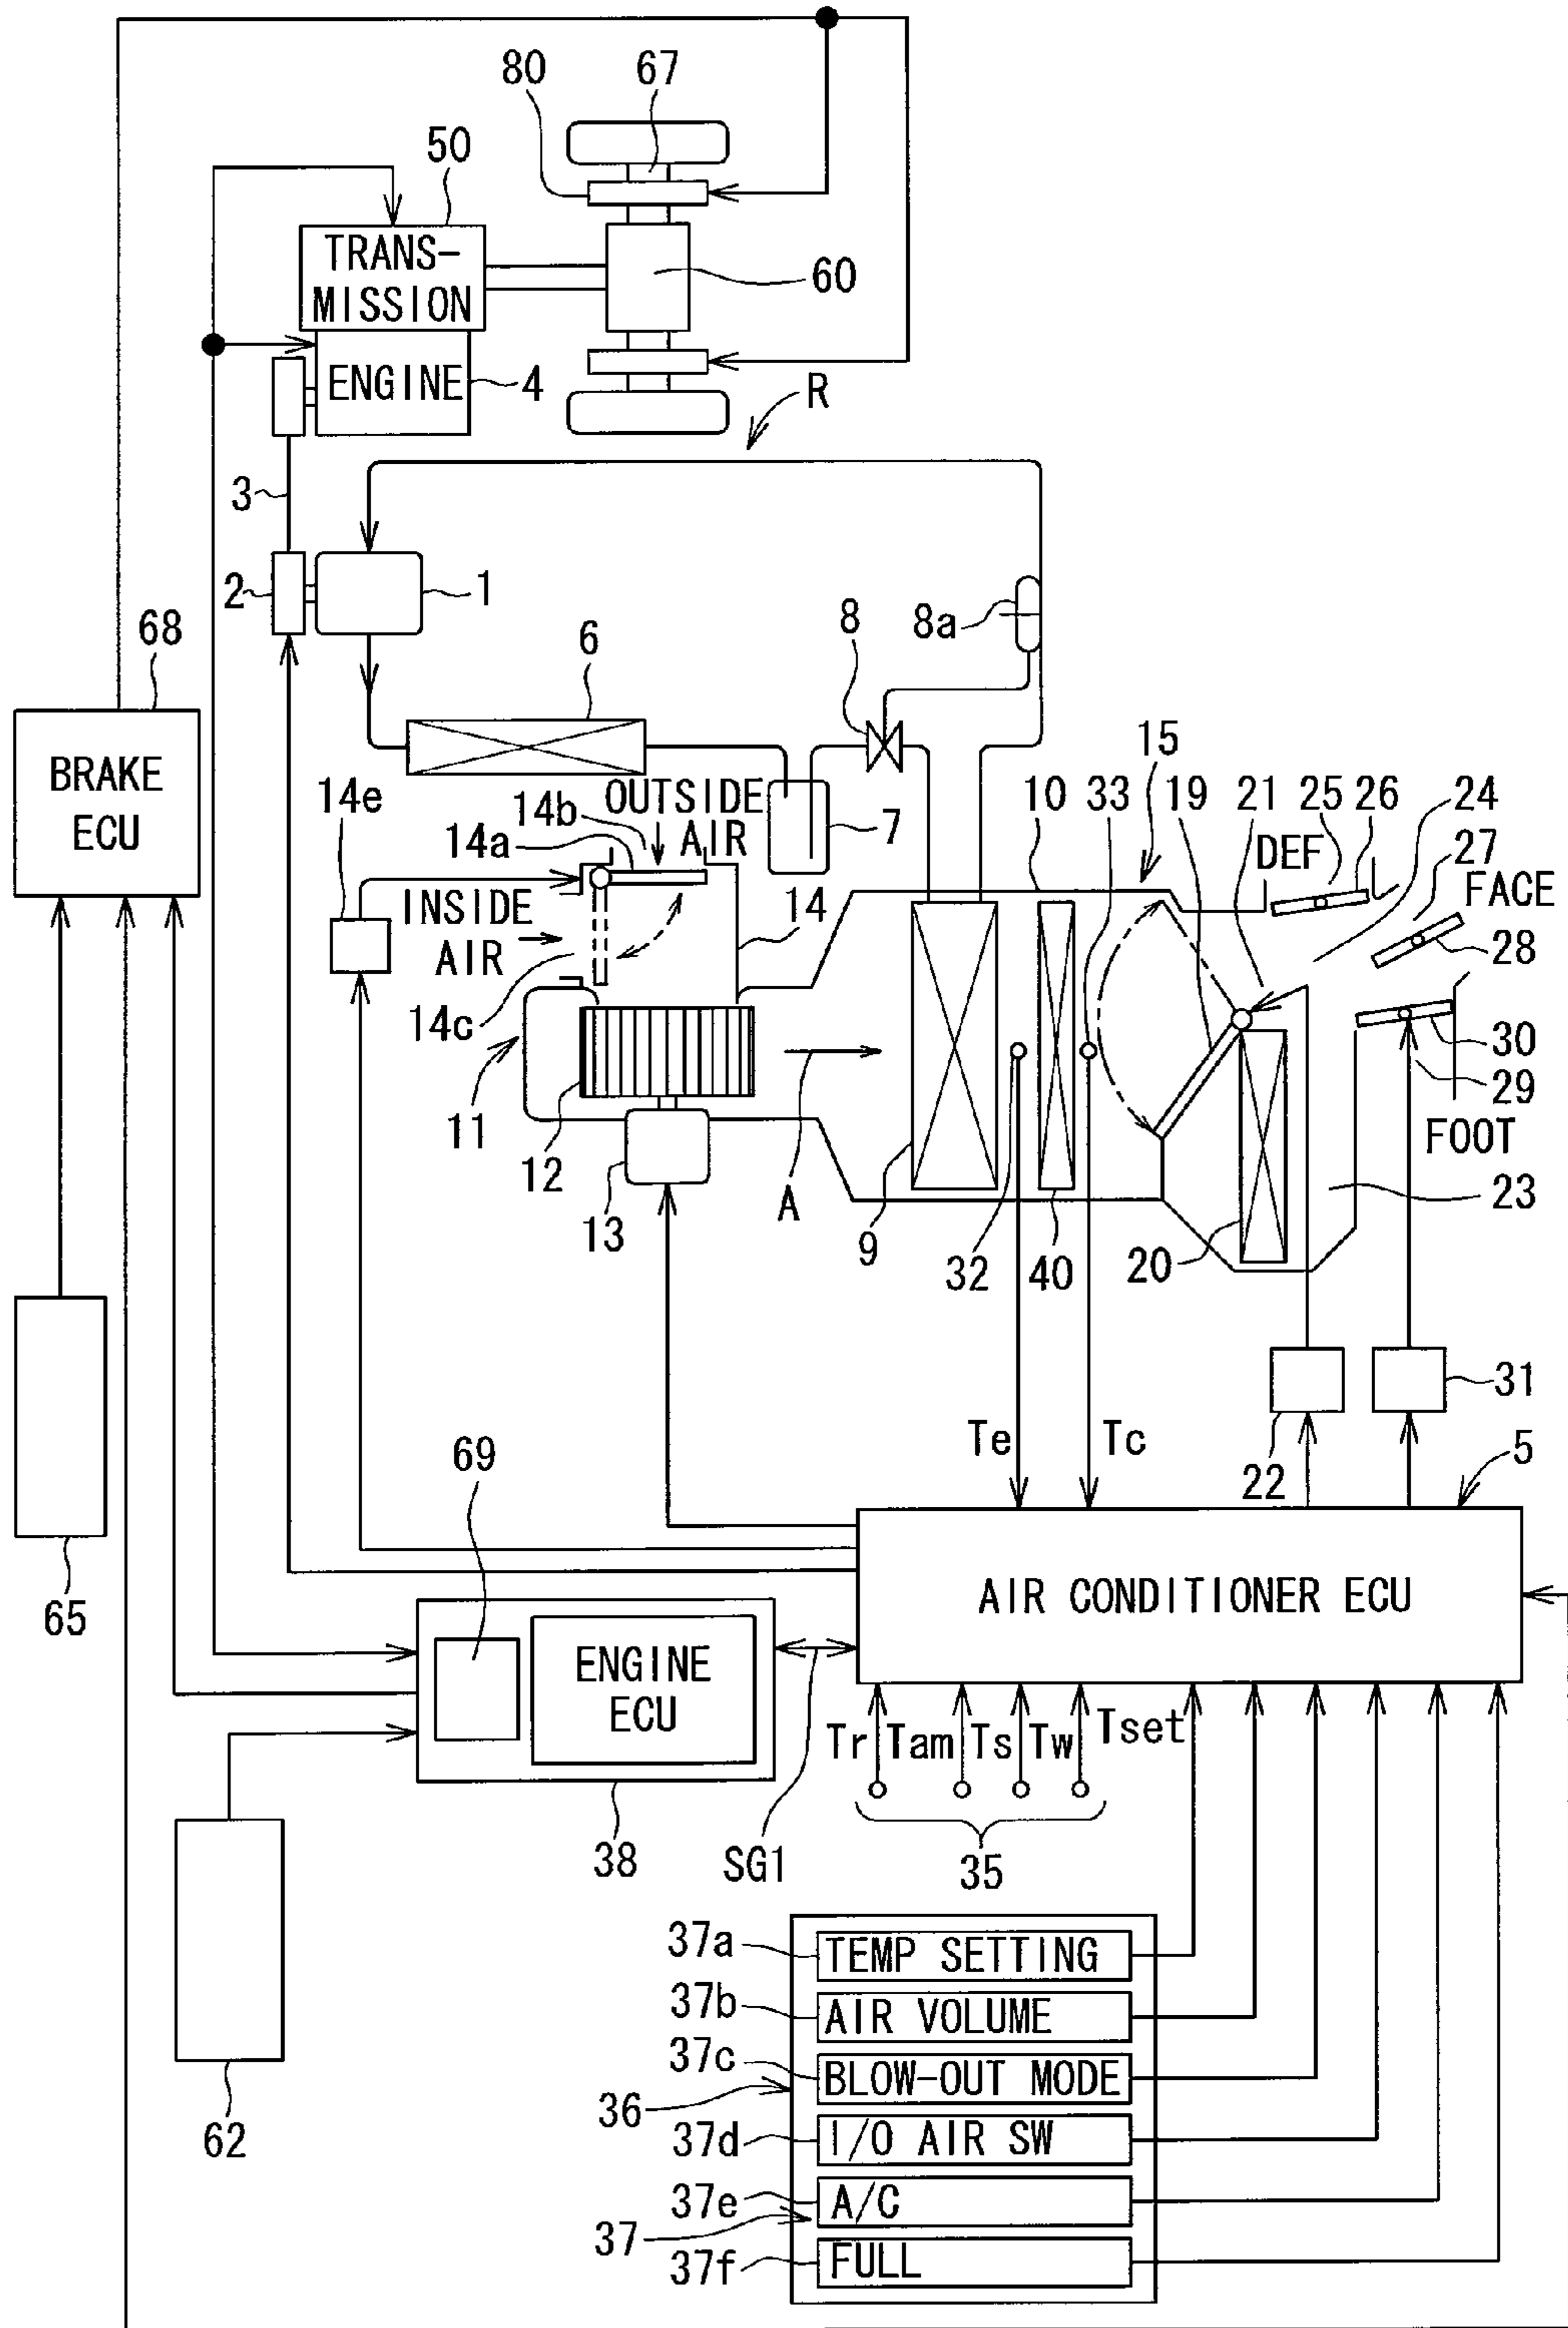 80
67
50
TRANS-
MISSION
60
ENGINE
4
R
3
2
1
68
8
8a
6
BRAKE
ECU
15
14e
14b
OUTSIDE
AIR
7
10
33
19
21
25
26
24
14a
DEF
27
FACE
INSIDE
AIR
14
28
14c
30
11
29
12
A
FOOT
13
9
32
40
20
23
31
Te
Tc
22
5
69
65
AIR CONDITIONER ECU
ENGINE
ECU
Tr
Tam
Ts
Tw
Tset
38
SG1
35
37a
TEMP SETTING
37b
AIR VOLUME
37c
BLOW-OUT MODE
36
62
37d
I/O AIR SW
37e
A/C
37
37f
FULL